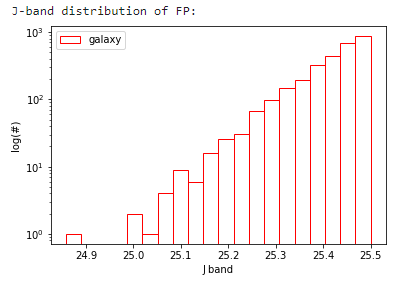 J-band distribution of FP:
galaxy
10³
10²
10¹
10⁰
log(#)
24.9 25.0 25.1 25.2 25.3 25.4 25.5
J band